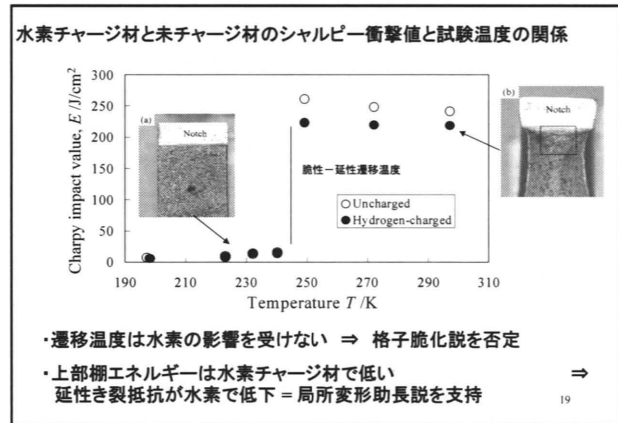 水素チャージ材と未チャージ材のシャルピー衝撃値と試験温度の関係
Charpy impact value, E /J/cm²
300
250
200
150
100
50
0
(a)
Notch
(b)
Notch
脆性－延性遷移温度
○Uncharged
●Hydrogen-charged
190 210 230 250 270 290 310
Temperature T /K
・遷移温度は水素の影響を受けない ⇒ 格子脆化説を否定
・上部棚エネルギーは水素チャージ材で低い ⇒
延性き裂抵抗が水素で低下 = 局所変形助長説を支持
19